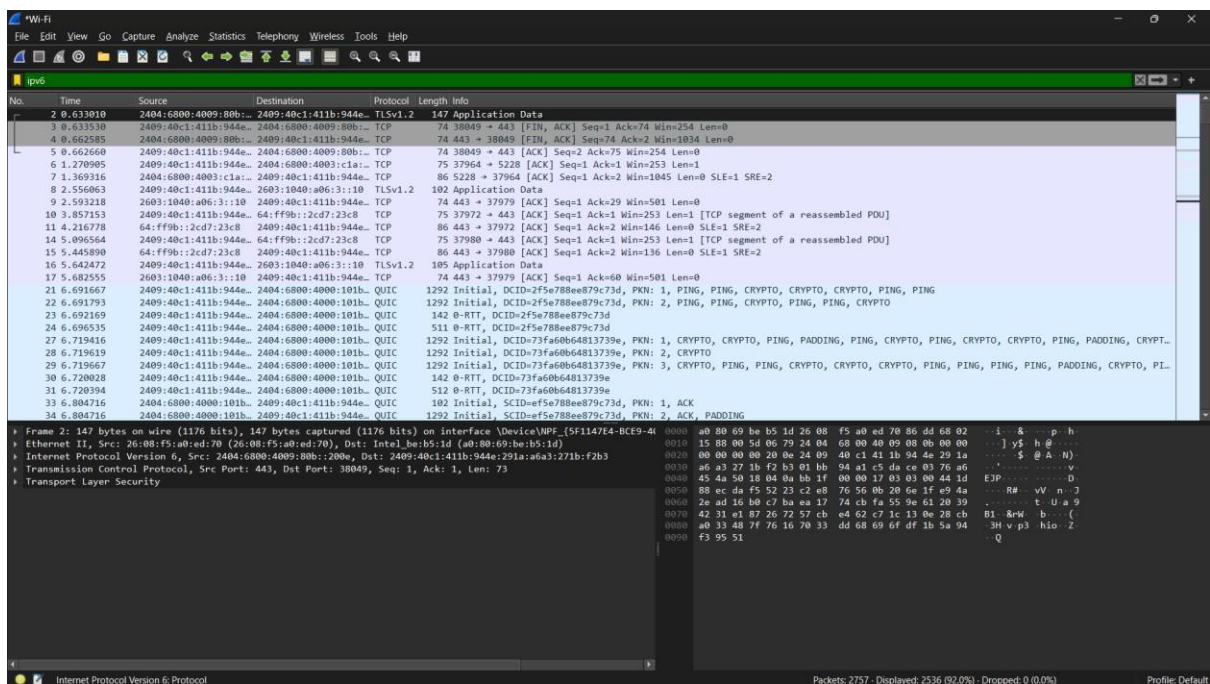 *Wi-Fi
File Edit View Go Capture Analyze Statistics Telephony Wireless Tools Help
ipv6
No. Time Source Destination Protocol Length Info
2 0.633010 2404:6800:4009:80b:… 2409:40c1:411b:944e… TLSv1.2 147 Application Data
3 0.633530 2409:40c1:411b:944e… 2404:6800:4009:80b:… TCP 74 38049 → 443 [FIN, ACK] Seq=1 Ack=74 Win=254 Len=0
4 0.662585 2404:6800:4009:80b:… 2409:40c1:411b:944e… TCP 74 443 → 38049 [FIN, ACK] Seq=74 Ack=2 Win=1034 Len=0
5 0.662660 2409:40c1:411b:944e… 2404:6800:4009:80b:… TCP 74 38049 → 443 [ACK] Seq=2 Ack=75 Win=254 Len=0
6 1.270905 2409:40c1:411b:944e… 2404:6800:4003:c1a:… TCP 75 37964 → 5228 [ACK] Seq=1 Ack=1 Win=253 Len=1
7 1.369316 2404:6800:4003:c1a:… 2409:40c1:411b:944e… TCP 86 5228 → 37964 [ACK] Seq=1 Ack=2 Win=1045 Len=0 SLE=1 SRE=2
8 2.556063 2409:40c1:411b:944e… 2603:1040:a06:3::10 TLSv1.2 102 Application Data
9 2.593218 2603:1040:a06:3::10 2409:40c1:411b:944e… TCP 74 443 → 37979 [ACK] Seq=1 Ack=29 Win=501 Len=0
10 3.857153 2409:40c1:411b:944e… 64:ff9b::2cd7:23c8 TCP 75 37972 → 443 [ACK] Seq=1 Ack=1 Win=253 Len=1 [TCP segment of a reassembled PDU]
11 4.216778 64:ff9b::2cd7:23c8 2409:40c1:411b:944e… TCP 86 443 → 37972 [ACK] Seq=1 Ack=2 Win=146 Len=0 SLE=1 SRE=2
14 5.096564 2409:40c1:411b:944e… 64:ff9b::2cd7:23c8 TCP 75 37980 → 443 [ACK] Seq=1 Ack=1 Win=253 Len=1 [TCP segment of a reassembled PDU]
15 5.445890 64:ff9b::2cd7:23c8 2409:40c1:411b:944e… TCP 86 443 → 37980 [ACK] Seq=1 Ack=2 Win=136 Len=0 SLE=1 SRE=2
16 5.642472 2409:40c1:411b:944e… 2603:1040:a06:3::10 TLSv1.2 105 Application Data
17 5.682555 2603:1040:a06:3::10 2409:40c1:411b:944e… TCP 74 443 → 37979 [ACK] Seq=1 Ack=60 Win=501 Len=0
21 6.691667 2409:40c1:411b:944e… 2404:6800:4000:101b… QUIC 1292 Initial, DCID=2f5e788ee879c73d, PKN: 1, PING, PING, CRYPTO, CRYPTO, CRYPTO, PING, PING
22 6.691793 2409:40c1:411b:944e… 2404:6800:4000:101b… QUIC 1292 Initial, DCID=2f5e788ee879c73d, PKN: 2, PING, CRYPTO, PING, PING, CRYPTO
23 6.692169 2409:40c1:411b:944e… 2404:6800:4000:101b… QUIC 142 0-RTT, DCID=2f5e788ee879c73d
24 6.696535 2409:40c1:411b:944e… 2404:6800:4000:101b… QUIC 511 0-RTT, DCID=2f5e788ee879c73d
27 6.719416 2409:40c1:411b:944e… 2404:6800:4000:101b… QUIC 1292 Initial, DCID=73fa60b64813739e, PKN: 1, CRYPTO, CRYPTO, PING, PADDING, PING, CRYPTO, PING, CRYPTO, CRYPTO, PING, PADDING, CRYPT…
28 6.719619 2409:40c1:411b:944e… 2404:6800:4000:101b… QUIC 1292 Initial, DCID=73fa60b64813739e, PKN: 2, CRYPTO
29 6.719667 2409:40c1:411b:944e… 2404:6800:4000:101b… QUIC 1292 Initial, DCID=73fa60b64813739e, PKN: 3, CRYPTO, PING, PING, CRYPTO, CRYPTO, CRYPTO, PING, PING, PING, PING, PADDING, CRYPTO, PI…
30 6.720028 2409:40c1:411b:944e… 2404:6800:4000:101b… QUIC 142 0-RTT, DCID=73fa60b64813739e
31 6.720394 2409:40c1:411b:944e… 2404:6800:4000:101b… QUIC 512 0-RTT, DCID=73fa60b64813739e
33 6.804716 2404:6800:4000:101b… 2409:40c1:411b:944e… QUIC 102 Initial, SCID=ef5e788ee879c73d, PKN: 1, ACK
34 6.804716 2404:6800:4000:101b… 2409:40c1:411b:944e… QUIC 1292 Initial, SCID=ef5e788ee879c73d, PKN: 2, ACK, PADDING
Frame 2: 147 bytes on wire (1176 bits), 147 bytes captured (1176 bits) on interface \Device\NPF_{5F1147E4-BCE9-4(
Ethernet II, Src: 26:08:f5:a0:ed:70 (26:08:f5:a0:ed:70), Dst: Intel_be:b5:1d (a0:80:69:be:b5:1d)
Internet Protocol Version 6, Src: 2404:6800:4009:80b::200e, Dst: 2409:40c1:411b:944e:291a:a6a3:271b:f2b3
Transmission Control Protocol, Src Port: 443, Dst Port: 38049, Seq: 1, Ack: 1, Len: 73
Transport Layer Security
0000 a0 80 69 be b5 1d 26 08 f5 a0 ed 70 86 dd 68 02 ··i···&· ···p··h·
0010 15 88 00 5d 06 79 24 04 68 00 40 09 08 0b 00 00 ···]·y$· h·@·····
0020 00 00 00 00 20 0e 24 09 40 c1 41 1b 94 4e 29 1a ···· ·$· @·A··N)·
0030 a6 a3 27 1b f2 b3 01 bb 94 a1 c5 da ce 03 76 a6 ··'····· ······v·
0040 45 4a 50 18 04 0a bb 1f 00 00 17 03 03 00 44 1d EJP····· ······D·
0050 88 ec da f5 52 23 c2 e8 76 56 0b 20 6e 1f e9 4a ····R#·· vV· n··J
0060 2e ad 16 b0 c7 ba ea 17 74 cb fa 55 9e 61 20 39 .······· t··U·a 9
0070 42 31 e1 87 26 72 57 cb e4 62 c7 1c 13 0e 28 cb B1··&rW· ·b····(·
0080 a0 33 48 7f 76 16 70 33 dd 68 69 6f df 1b 5a 94 ·3H·v·p3 ·hio··Z·
0090 f3 95 51 ··Q
Internet Protocol Version 6: Protocol
Packets: 2757 · Displayed: 2536 (92.0%) · Dropped: 0 (0.0%)
Profile: Default